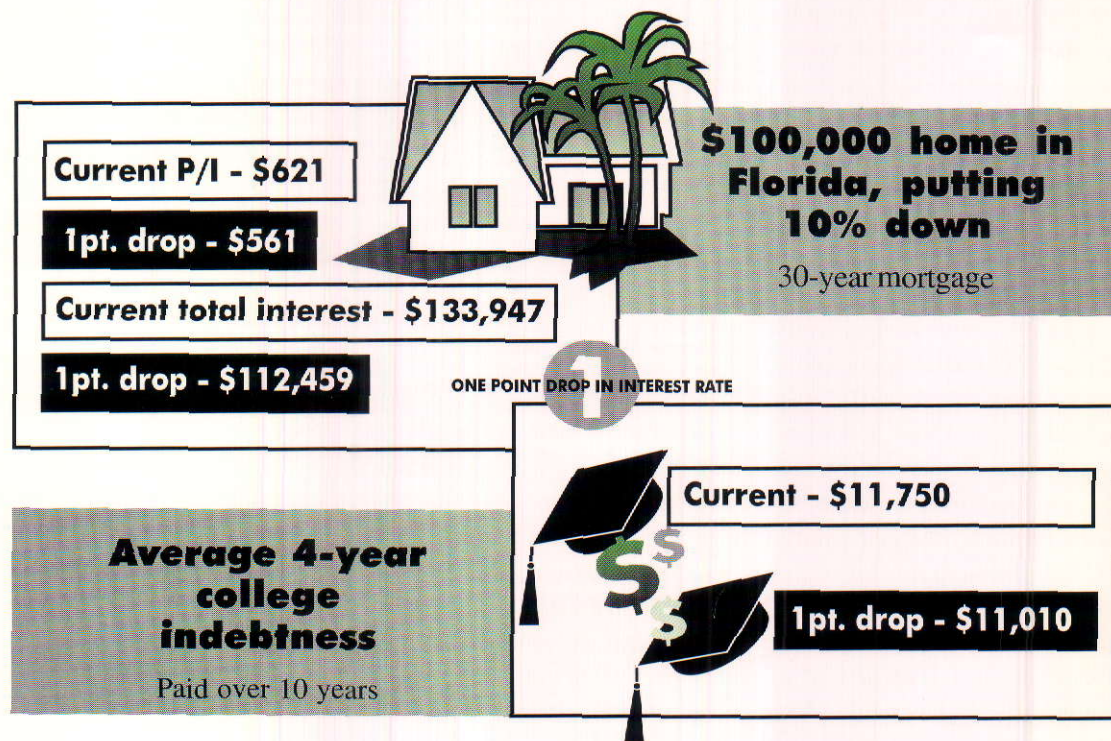 $100,000 home in
Florida, putting
10% down
30-year mortgage
Current P/I - $621
1pt. drop - $561
Current total interest - $133,947
1pt. drop - $112,459
1
ONE POINT DROP IN INTEREST RATE
Average 4-year
college
indebtness
Paid over 10 years
Current - $11,750
$
$
$
1pt. drop - $11,010